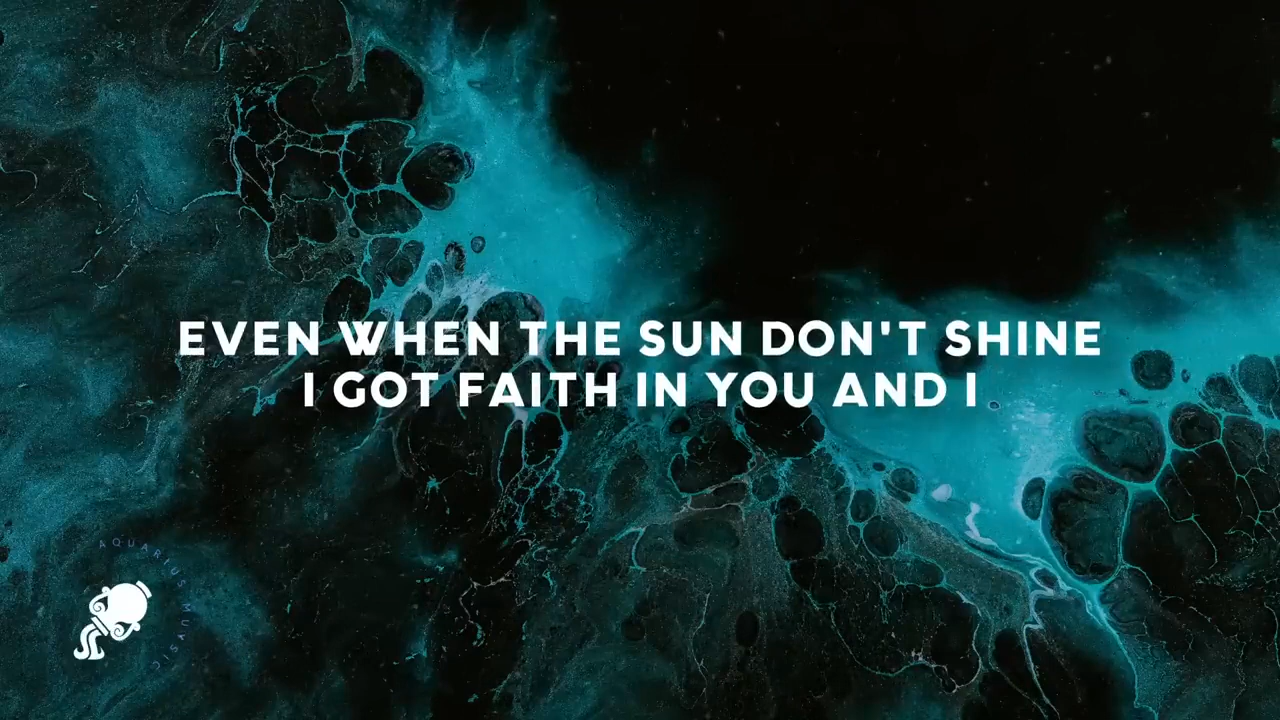 EVEN WHEN THE SUN DON'T SHINE
I GOT FAITH IN YOU AND I
AQUARIUS MUSIC